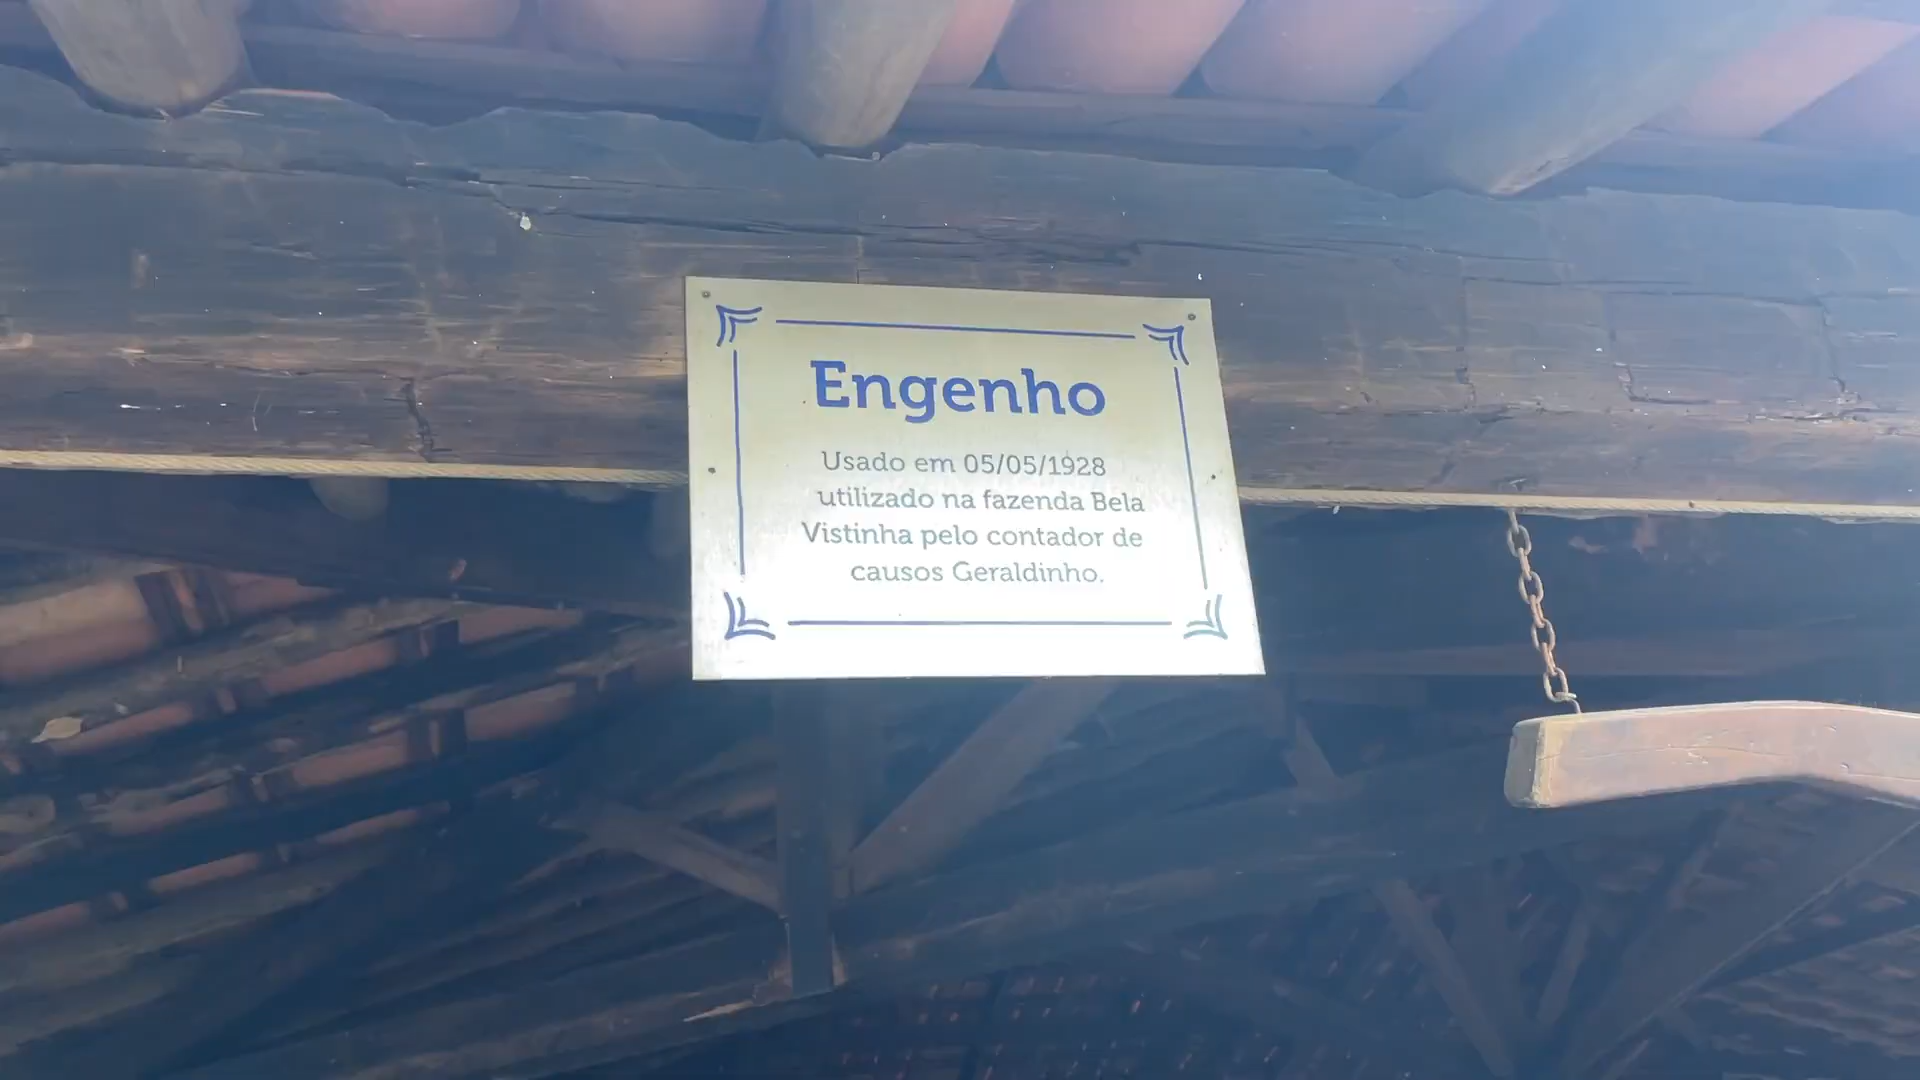 Engenho
Usado em 05/05/1928
utilizado na fazenda Bela
Vistinha pelo contador de
causos Geraldinho.